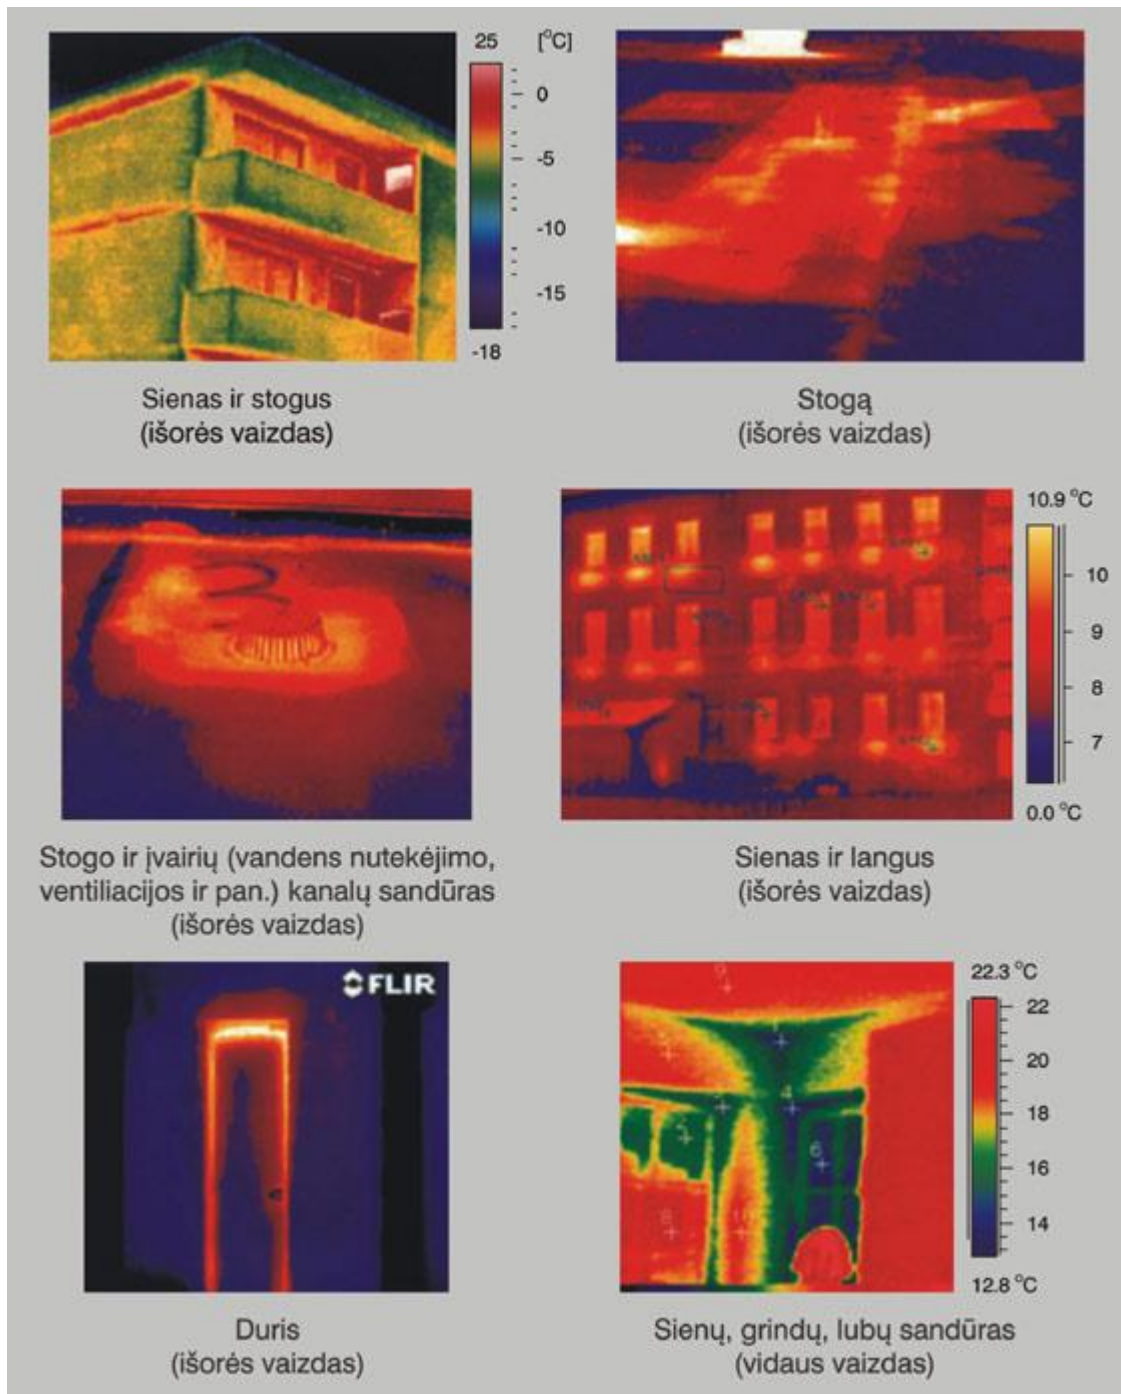 25 [°C]
0
-5
-10
-15
-18
Sienas ir stogus
(išorės vaizdas)
Stogą
(išorės vaizdas)
10.9 °C
10
9
8
7
0.0 °C
Stogo ir įvairių (vandens nutekėjimo,
ventiliacijos ir pan.) kanalų sandūras
(išorės vaizdas)
Sienas ir langus
(išorės vaizdas)
FLIR
22.3 °C
22
20
18
16
14
12.8 °C
9
4
6
Duris
(išorės vaizdas)
Sienų, grindų, lubų sandūras
(vidaus vaizdas)